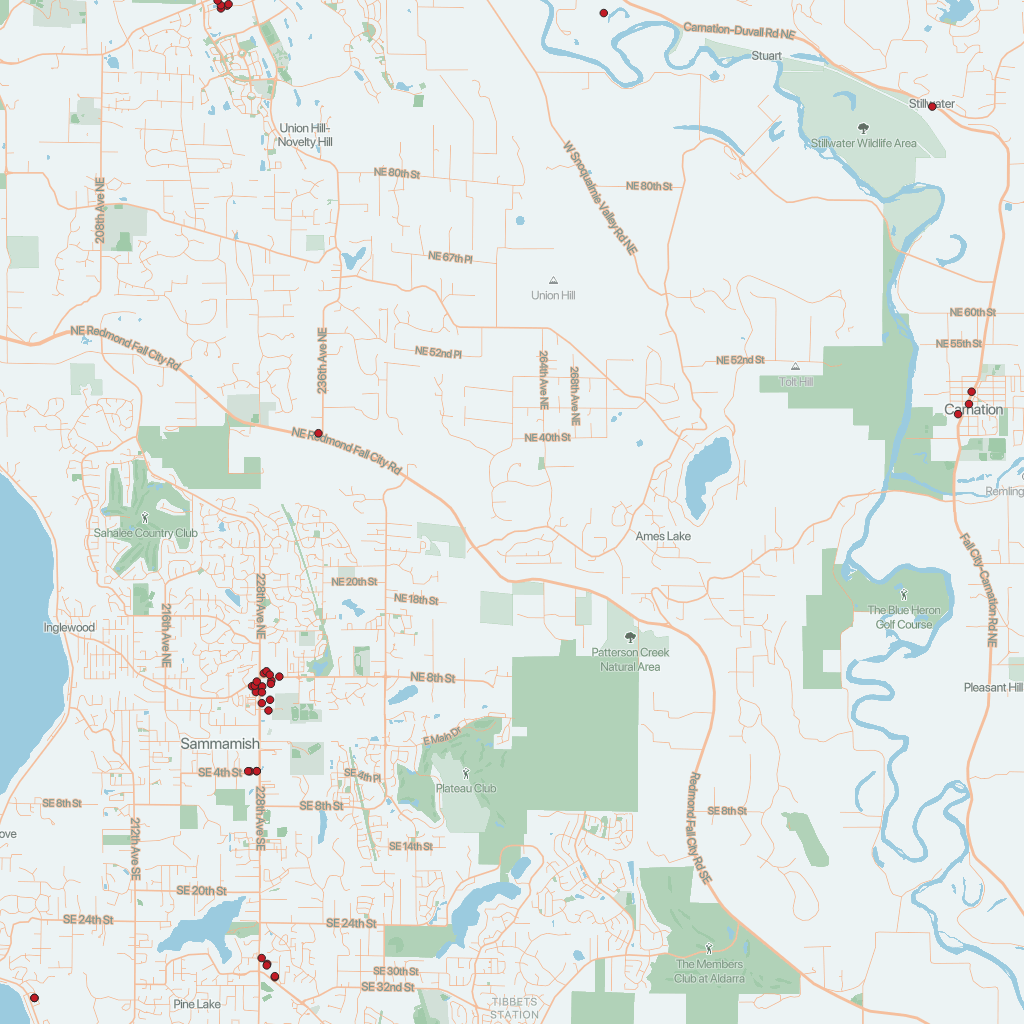 Carnation-Duvall Rd NE
Stuart
Stillwater
Union Hill-
Novelty Hill
Stillwater Wildlife Area
W Snoqualmie Valley Rd NE
NE 80th St
NE 80th St
208th Ave NE
NE 67th Pl
Union Hill
NE 60th St
NE Redmond Fall City Rd
236th Ave NE
NE 52nd Pl
264th Ave NE
268th Ave NE
NE 52nd St
NE 55th St
Tolt Hill
Carnation
NE Redmond Fall City Rd
NE 40th St
Remling
Sahalee Country Club
Ames Lake
Fall City-Carnation Rd NE
NE 20th St
NE 18th St
228th Ave NE
216th Ave NE
The Blue Heron
Golf Course
Inglewood
Patterson Creek
Natural Area
NE 8th St
Pleasant Hill
E Main Dr
Sammamish
SE 4th St
SE 4th Pl
Plateau Club
SE 8th St
SE 8th St
SE 8th St
Redmond Fall City Rd SE
228th Ave SE
212th Ave SE
ove
SE 14th St
SE 20th St
SE 24th St
SE 24th St
The Members
Club at Aldarra
SE 30th St
SE 32nd St
Pine Lake
TIBBETS
STATION